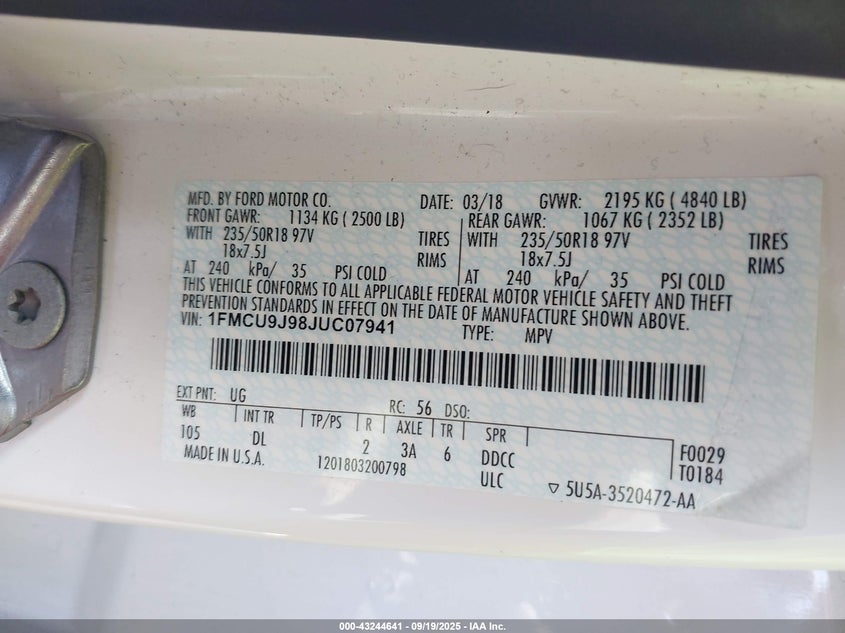 MFD. BY FORD MOTOR CO. DATE: 03/18 GVWR: 2195 KG ( 4840 LB)
FRONT GAWR: 1134 KG ( 2500 LB) REAR GAWR: 1067 KG ( 2352 LB)
WITH 235/50R18 97V TIRES WITH 235/50R18 97V TIRES
18x7.5J RIMS 18x7.5J RIMS
AT 240 kPa/ 35 PSI COLD AT 240 kPa/ 35 PSI COLD
THIS VEHICLE CONFORMS TO ALL APPLICABLE FEDERAL MOTOR VEHICLE SAFETY AND THEFT
PREVENTION STANDARDS IN EFFECT ON THE DATE OF MANUFACTURE SHOWN ABOVE.
VIN: 1FMCU9J98JUC07941 TYPE: MPV
EXT PNT: UG RC: 56 DSO:
WB INT TR TP/PS R AXLE TR SPR
105 DL 2 3A 6 DDCC F0029
MADE IN U.S.A. 1201803200798 ULC T0184
▽ 5U5A-3520472-AA
000-43244641 - 09/19/2025 - IAA Inc.